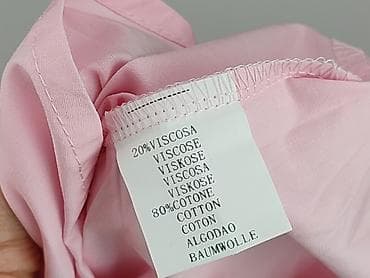 20%VISCOSA
VISCOSE
VISKOSE
VISCOSA
VISKOSE
80%COTONE
COTTON
COTON
ALGODAO
BAUMWOLLE